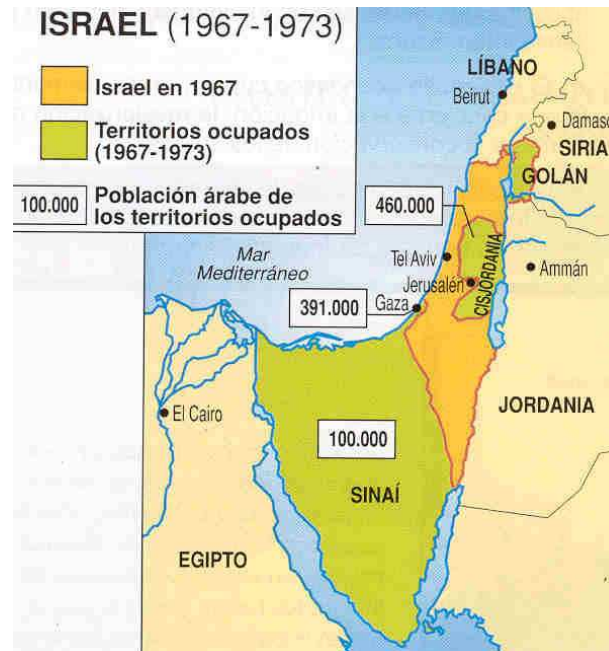 ISRAEL (1967-1973)
Israel en 1967
Territorios ocupados
(1967-1973)
100.000
Población árabe de
los territorios ocupados
LÍBANO
Beirut
Damasc
SIRIA
GOLÁN
460.000
Mar
Mediterráneo
Tel Aviv
CISJORDANIA
Ammán
Jerusalén
391.000
Gaza
El Cairo
JORDANIA
100.000
SINAÍ
EGIPTO